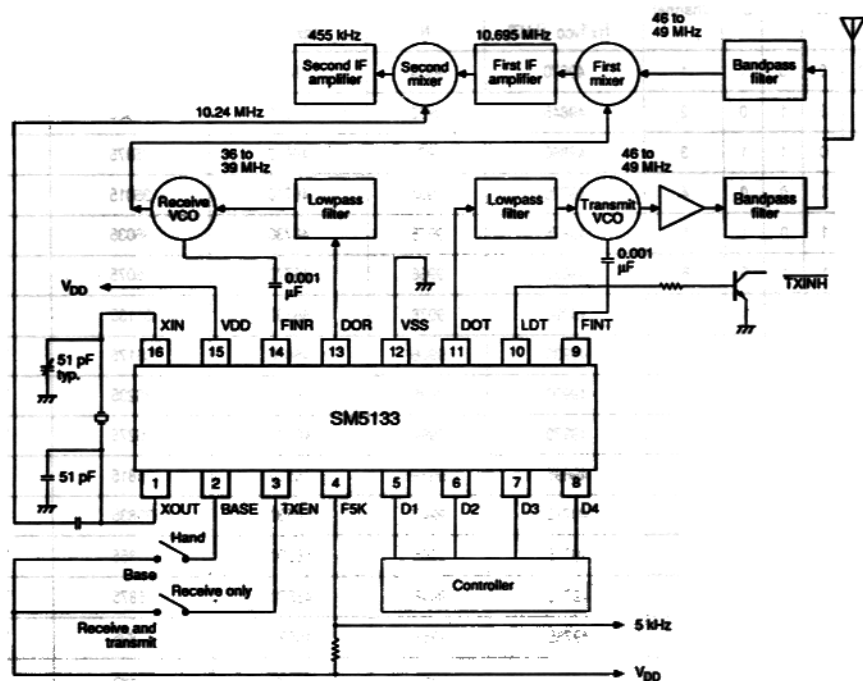 455 kHz
10.695 MHz
46 to
49 MHz
Second IF
amplifier
Second
mixer
First IF
amplifier
First
mixer
Bandpass
filter
10.24 MHz
36 to
39 MHz
46 to
49 MHz
Receive
VCO
Lowpass
filter
Lowpass
filter
Transmit
VCO
Bandpass
filter
0.001
µF
0.001
µF
VDD
TXINH
XIN
VDD
FINR
DOR
VSS
DOT
LDT
FINT
16
15
14
13
12
11
10
9
51 pF
typ.
SM5133
51 pF
1
2
3
4
5
6
7
8
XOUT
BASE
TXEN
F5K
D1
D2
D3
D4
Hand
Base
Receive only
Receive and
transmit
Controller
5 kHz
VDD